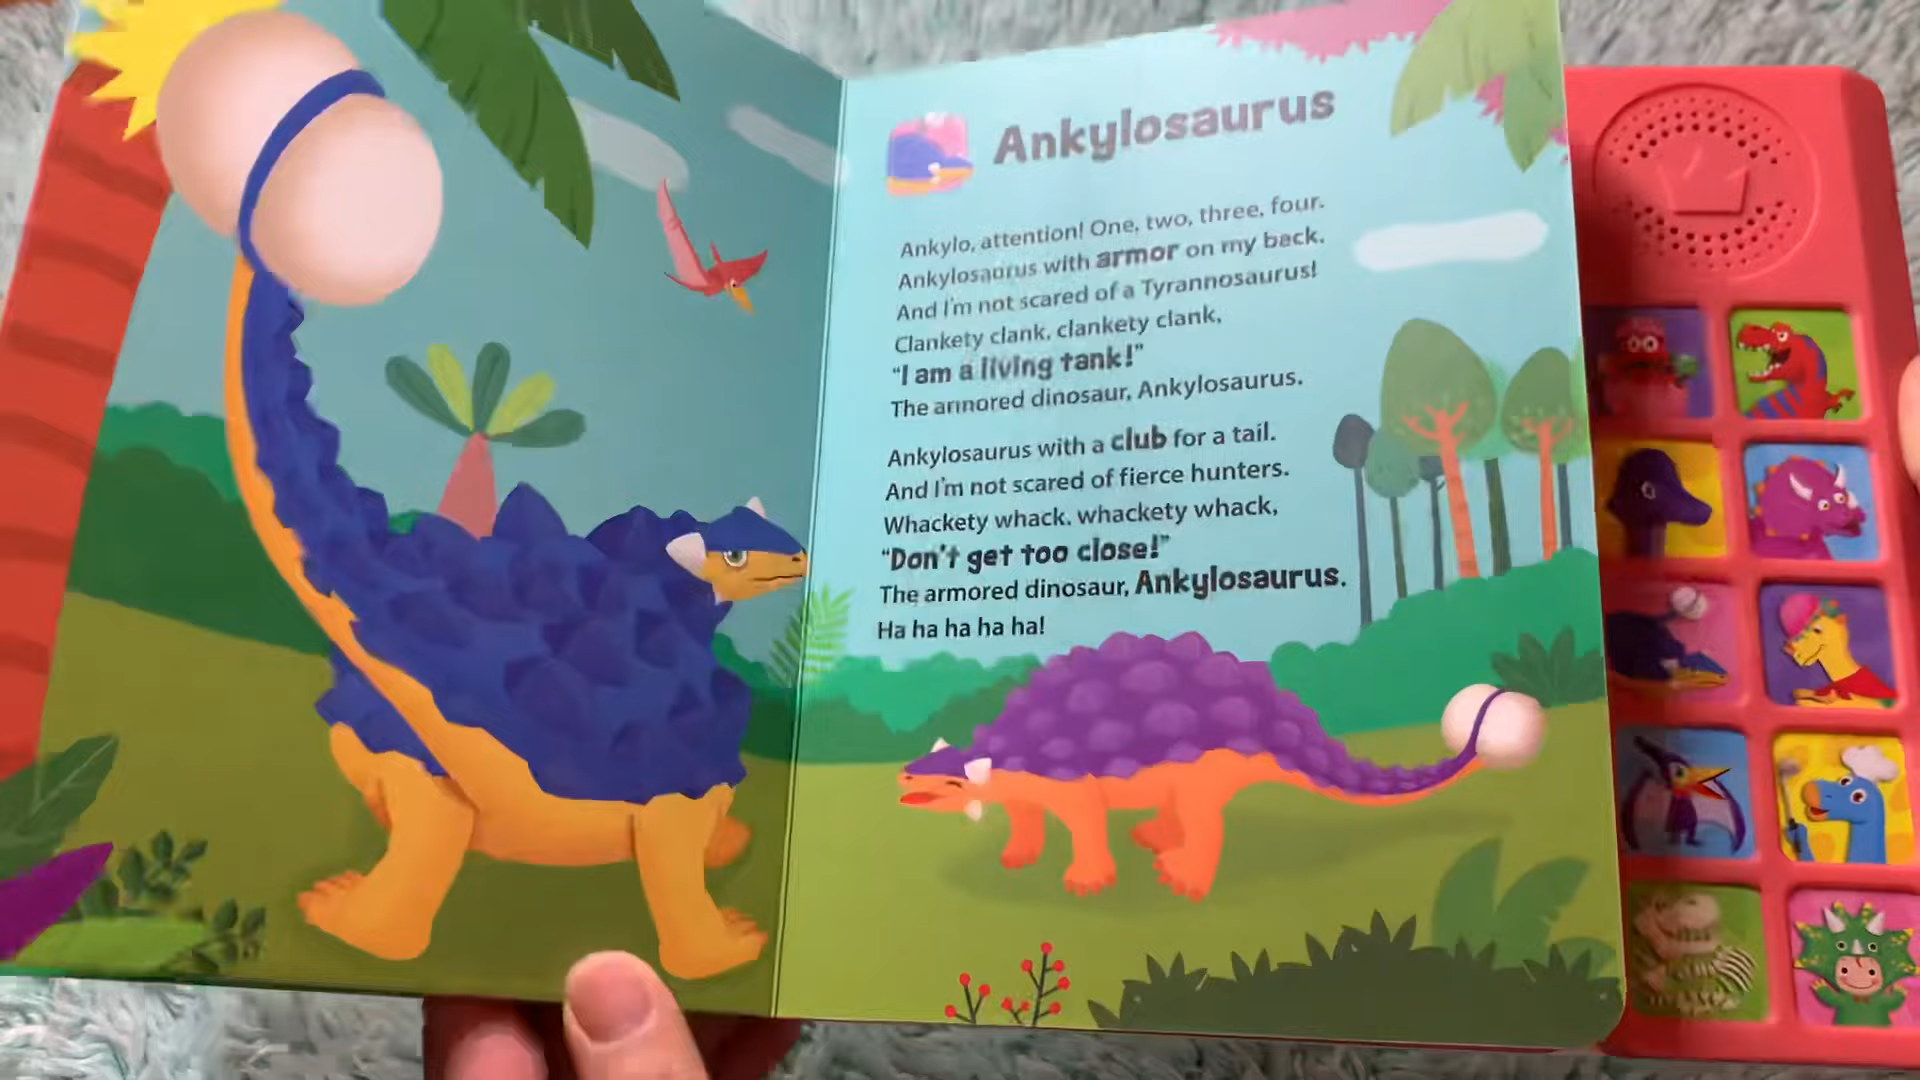 Ankylosaurus
Ankylo, attention! One, two, three, four.
Ankylosaurus with armor on my back.
And I'm not scared of a Tyrannosaurus!
Clankety clank, clankety clank,
"I am a living tank!"
The armored dinosaur, Ankylosaurus.
Ankylosaurus with a club for a tail.
And I'm not scared of fierce hunters.
Whackety whack, whackety whack,
"Don't get too close!"
The armored dinosaur, Ankylosaurus.
Ha ha ha ha ha!